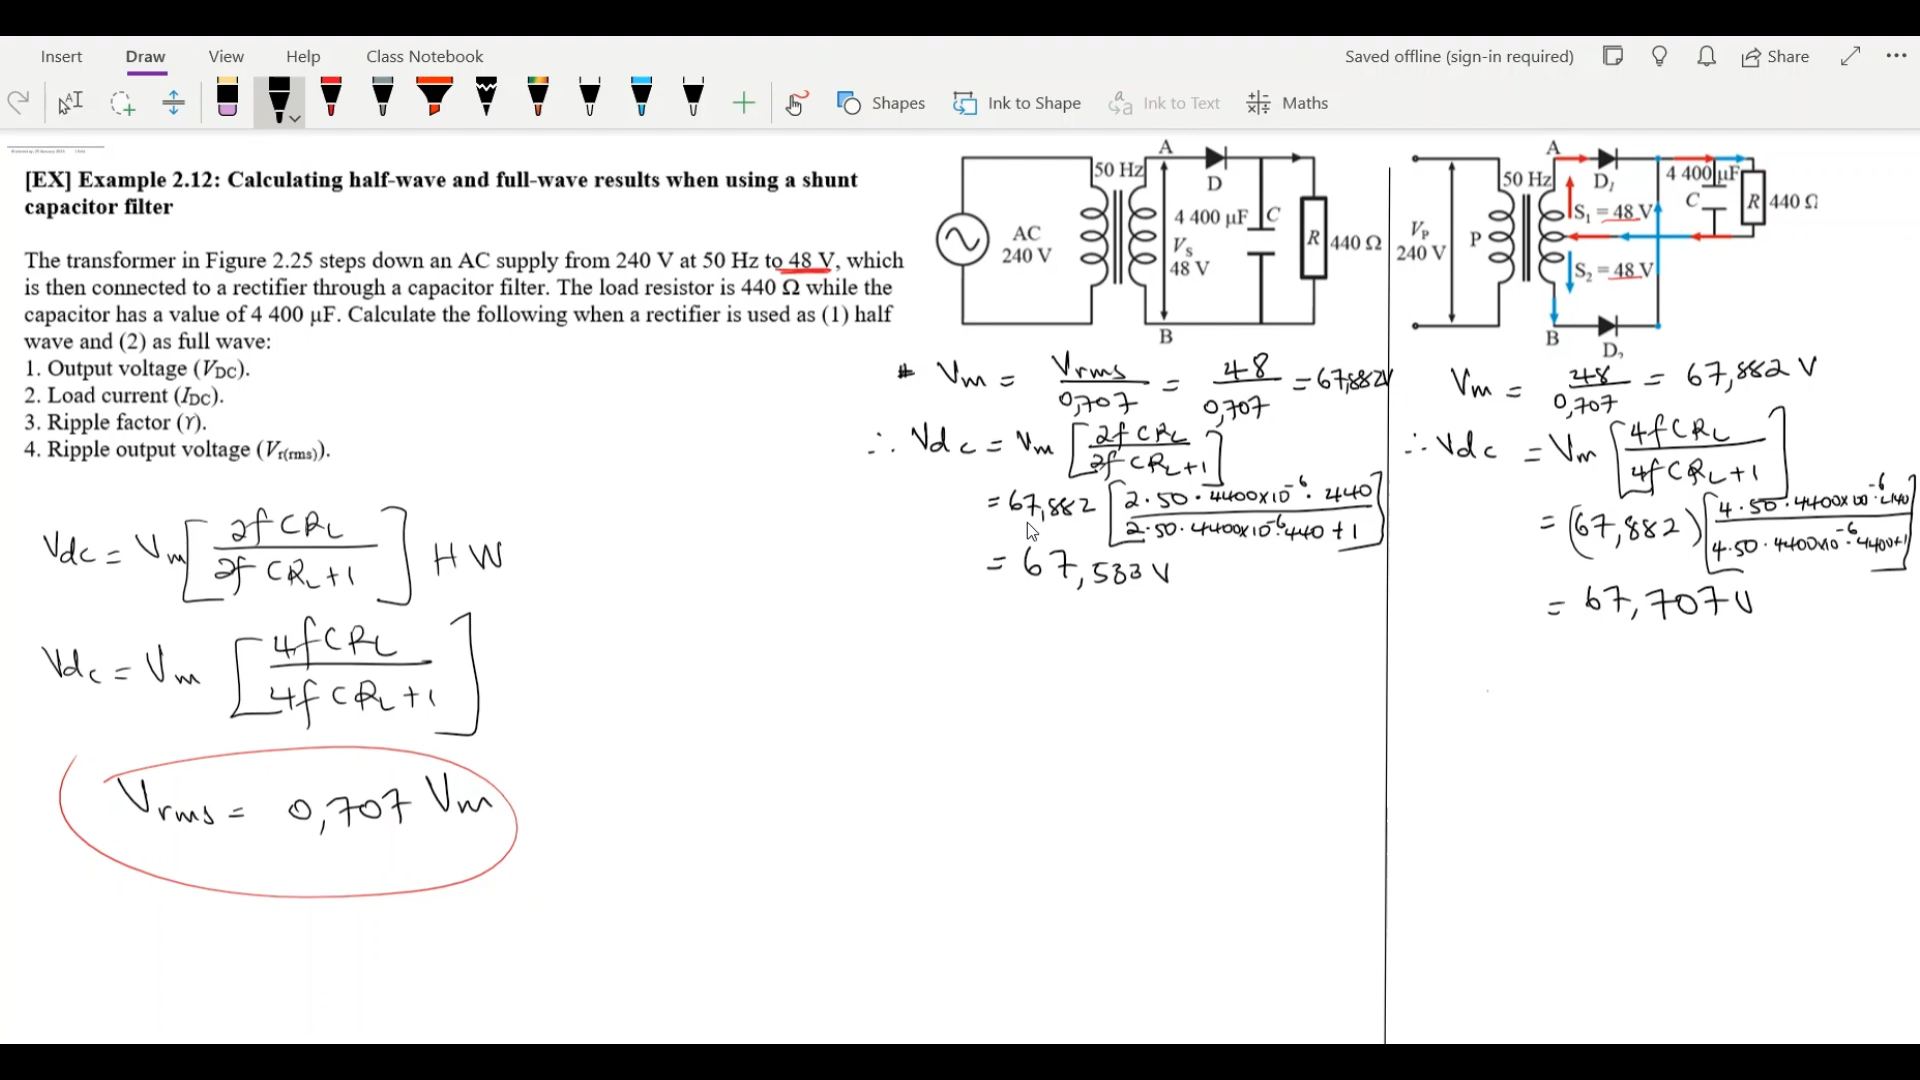 Insert Draw View Help Class Notebook Saved offline (sign-in required) Share
Shapes Ink to Shape Ink to Text Maths
[EX] Example 2.12: Calculating half-wave and full-wave results when using a shunt
capacitor filter
The transformer in Figure 2.25 steps down an AC supply from 240 V at 50 Hz to 48 V, which
is then connected to a rectifier through a capacitor filter. The load resistor is 440 Ω while the
capacitor has a value of 4 400 μF. Calculate the following when a rectifier is used as (1) half
wave and (2) as full wave:
1. Output voltage (VDC).
2. Load current (IDC).
3. Ripple factor (ϒ).
4. Ripple output voltage (Vr(rms)).
Vdc = Vm [ 2fCRL / 2fCRL+1 ] HW
Vdc = Vm [ 4fCRL / 4fCRL+1 ]
Vrms = 0,707 Vm
AC
240 V
50 Hz
A
D
4 400 μF C
Vs
48 V
R 440 Ω
B
Vm = Vrms / 0,707 = 48 / 0,707 = 67,882V
∴ Vdc = Vm [ 2fCRL / 2fCRL+1 ]
= 67,882 [ 2·50·4400x10^-6·440 / 2·50·4400x10^-6·440+1 ]
= 67,533 V
Vp
240 V
P
50 Hz
A
D1
4 400 μF
C
R 440 Ω
S1 = 48 V
S2 = 48 V
B
D2
Vm = 48 / 0,707 = 67,882 V
∴ Vdc = Vm [ 4fCRL / 4fCRL+1 ]
= (67,882) [ 4·50·4400x10^-6·440 / 4·50·4400x10^-6·4400+1 ]
= 67,707 V